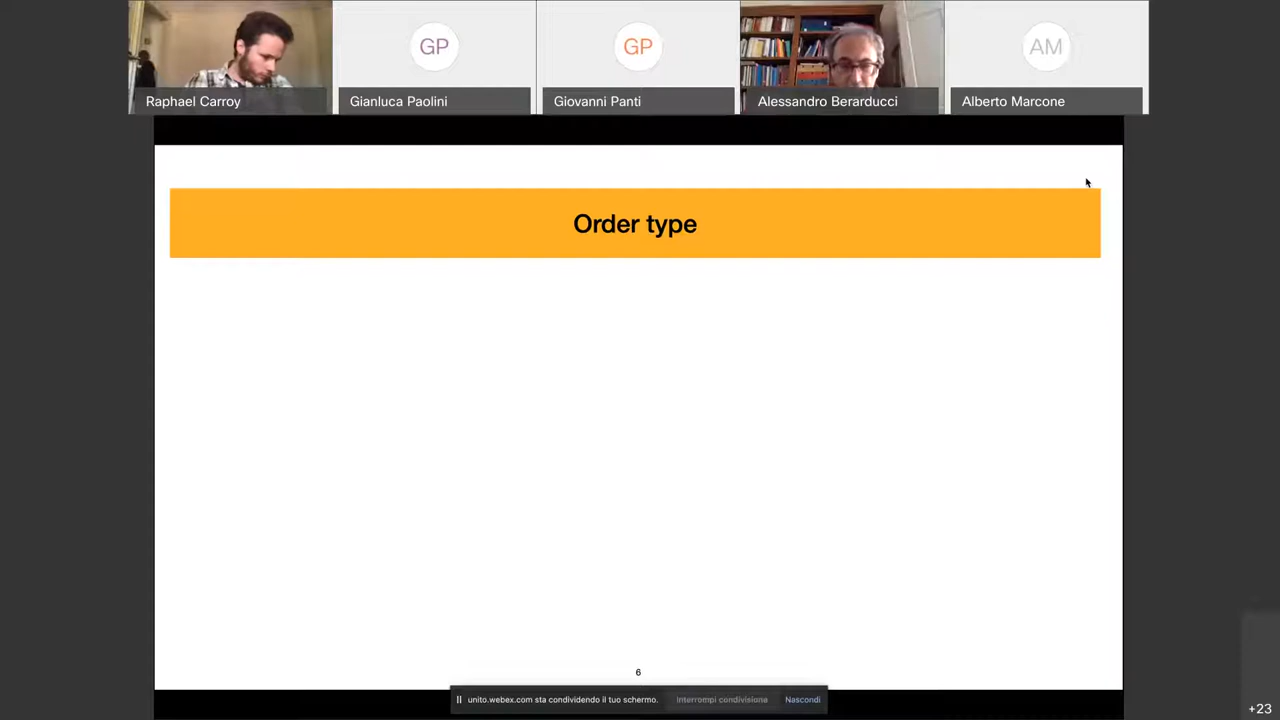 GP
GP
AM
Raphael Carroy
Gianluca Paolini
Giovanni Panti
Alessandro Berarducci
Alberto Marcone
Order type
6
unito.webex.com sta condividendo il tuo schermo.
Interrompi condivisione
Nascondi
+23